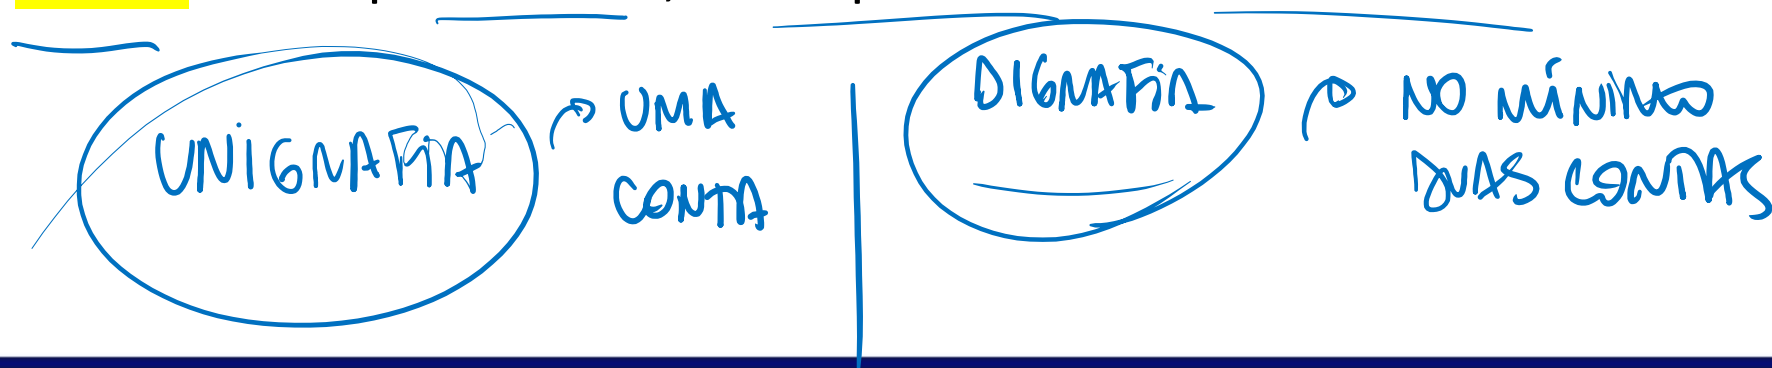 UNIGRAFIA
UMA
CONTA
DIGRAFIA
NO MÍNIMO
DUAS CONTAS